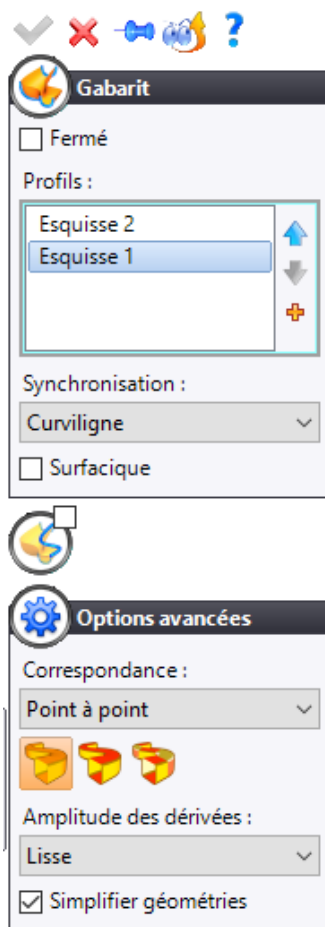 ?
Gabarit
Fermé
Profils :
Esquisse 2
Esquisse 1
Synchronisation :
Curviligne
Surfacique
Options avancées
Correspondance :
Point à point
Amplitude des dérivées :
Lisse
Simplifier géométries